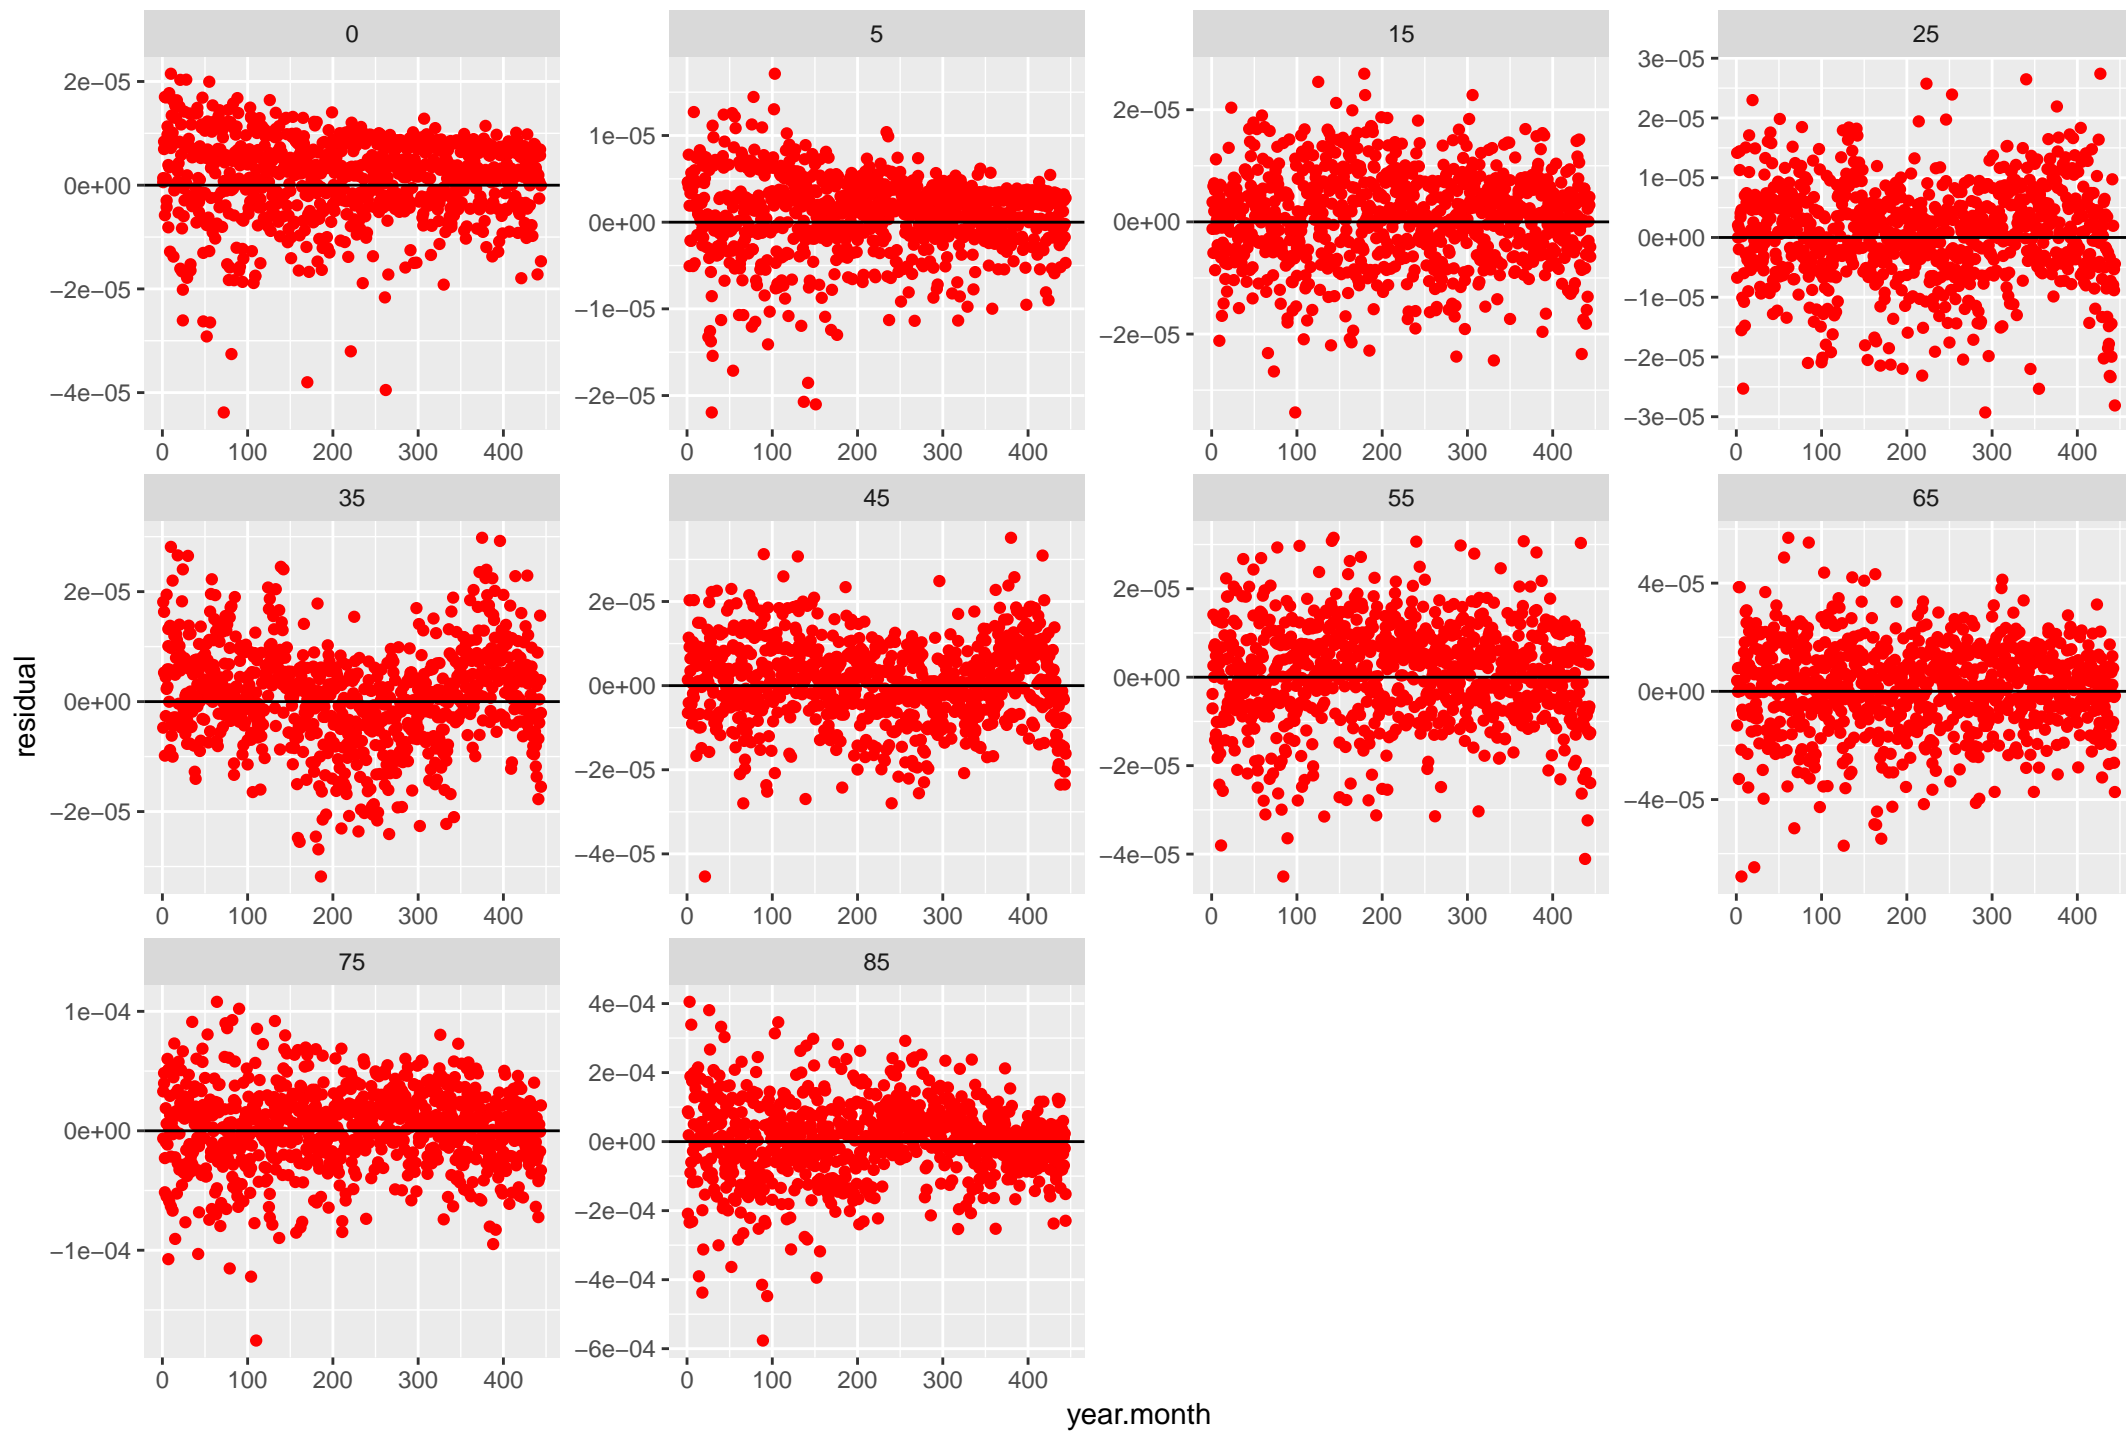 0 5 15 25
2e−05
0e+00
−2e−05
−4e−05
1e−05
0e+00
−1e−05
−2e−05
2e−05
0e+00
−2e−05
3e−05
2e−05
1e−05
0e+00
−1e−05
−2e−05
−3e−05
0 100 200 300 400 0 100 200 300 400 0 100 200 300 400 0 100 200 300 400
35 45 55 65
2e−05
0e+00
−2e−05
2e−05
0e+00
−2e−05
−4e−05
2e−05
0e+00
−2e−05
−4e−05
4e−05
0e+00
−4e−05
0 100 200 300 400 0 100 200 300 400 0 100 200 300 400 0 100 200 300 400
residual
75 85
1e−04
0e+00
−1e−04
4e−04
2e−04
0e+00
−2e−04
−4e−04
−6e−04
0 100 200 300 400 0 100 200 300 400
year.month